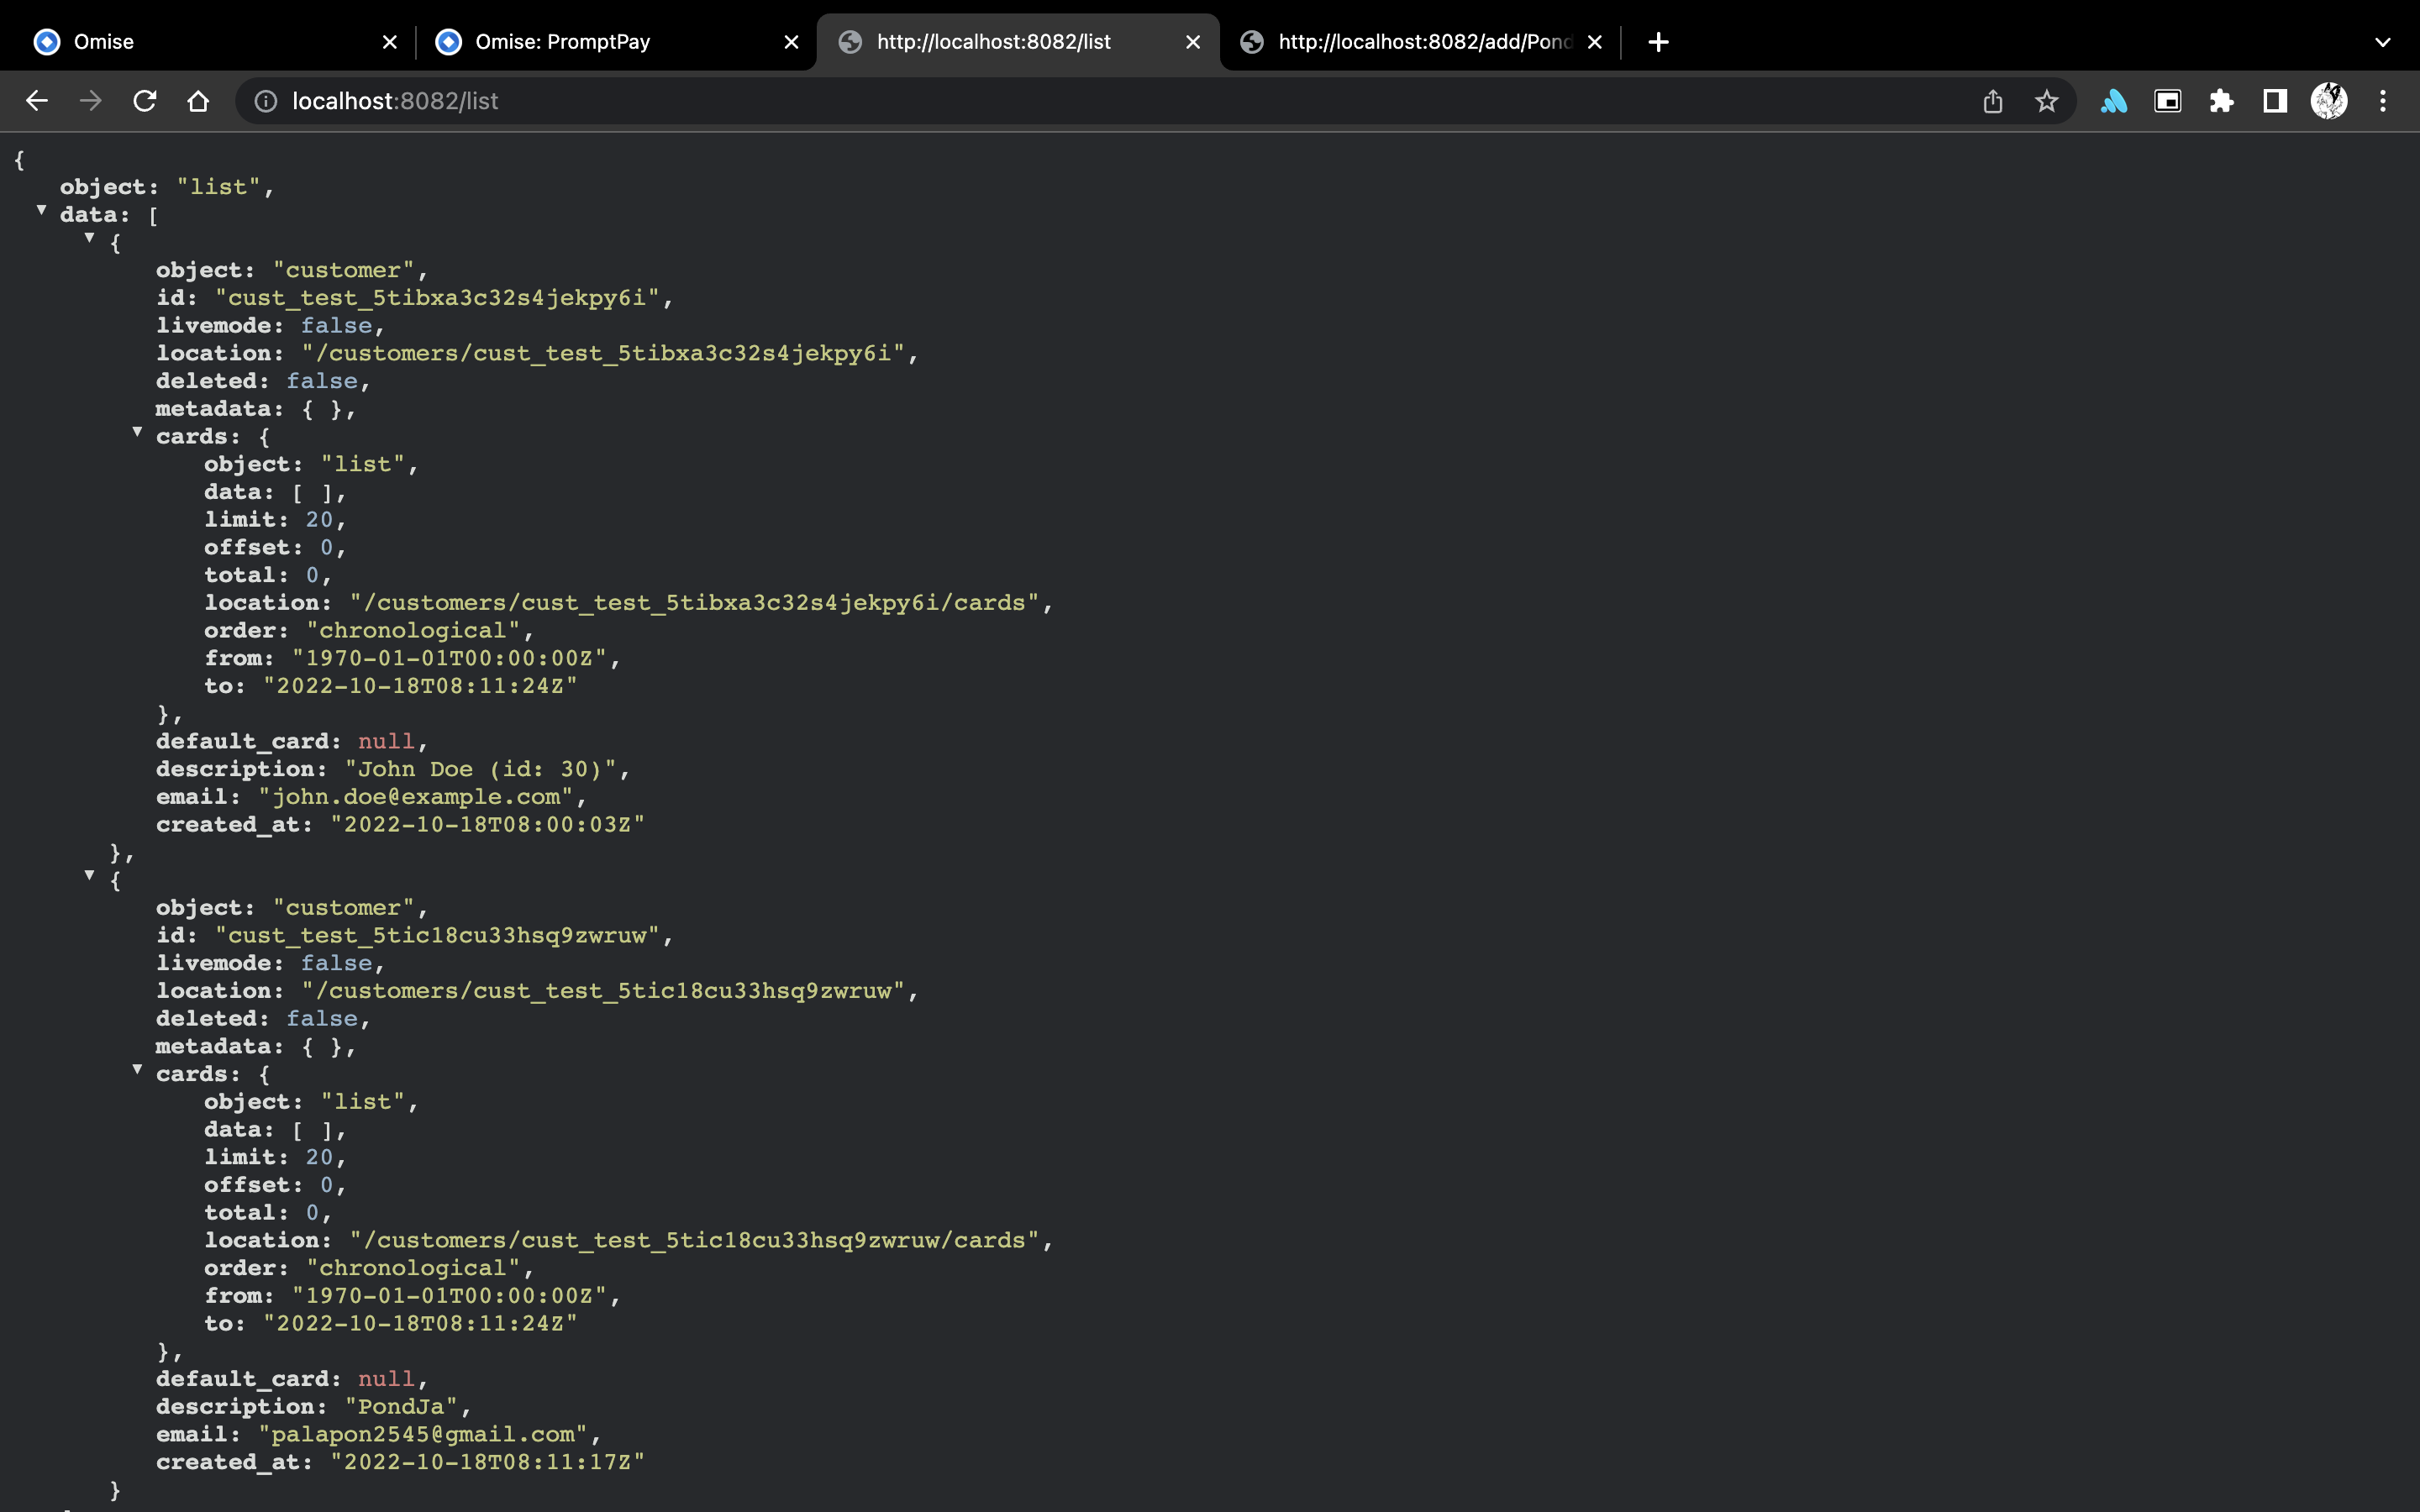 Omise
Omise: PromptPay
http://localhost:8082/list
http://localhost:8082/add/Pond
localhost:8082/list
{
object: "list",
data: [
{
object: "customer",
id: "cust_test_5tibxa3c32s4jekpy6i",
livemode: false,
location: "/customers/cust_test_5tibxa3c32s4jekpy6i",
deleted: false,
metadata: { },
cards: {
object: "list",
data: [ ],
limit: 20,
offset: 0,
total: 0,
location: "/customers/cust_test_5tibxa3c32s4jekpy6i/cards",
order: "chronological",
from: "1970-01-01T00:00:00Z",
to: "2022-10-18T08:11:24Z"
},
default_card: null,
description: "John Doe (id: 30)",
email: "john.doe@example.com",
created_at: "2022-10-18T08:00:03Z"
},
{
object: "customer",
id: "cust_test_5tic18cu33hsq9zwruw",
livemode: false,
location: "/customers/cust_test_5tic18cu33hsq9zwruw",
deleted: false,
metadata: { },
cards: {
object: "list",
data: [ ],
limit: 20,
offset: 0,
total: 0,
location: "/customers/cust_test_5tic18cu33hsq9zwruw/cards",
order: "chronological",
from: "1970-01-01T00:00:00Z",
to: "2022-10-18T08:11:24Z"
},
default_card: null,
description: "PondJa",
email: "palapon2545@gmail.com",
created_at: "2022-10-18T08:11:17Z"
}